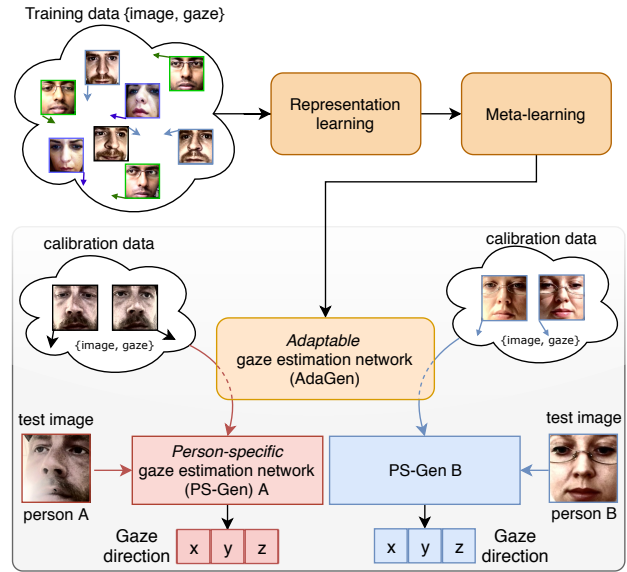 Training data {image, gaze}
Representation
learning
Meta-learning
calibration data
{image, gaze}
calibration data
{image, gaze}
Adaptable
gaze estimation network
(AdaGen)
test image
person A
Person-specific
gaze estimation network
(PS-Gen) A
PS-Gen B
test image
person B
Gaze
direction
x y z
x y z
Gaze
direction